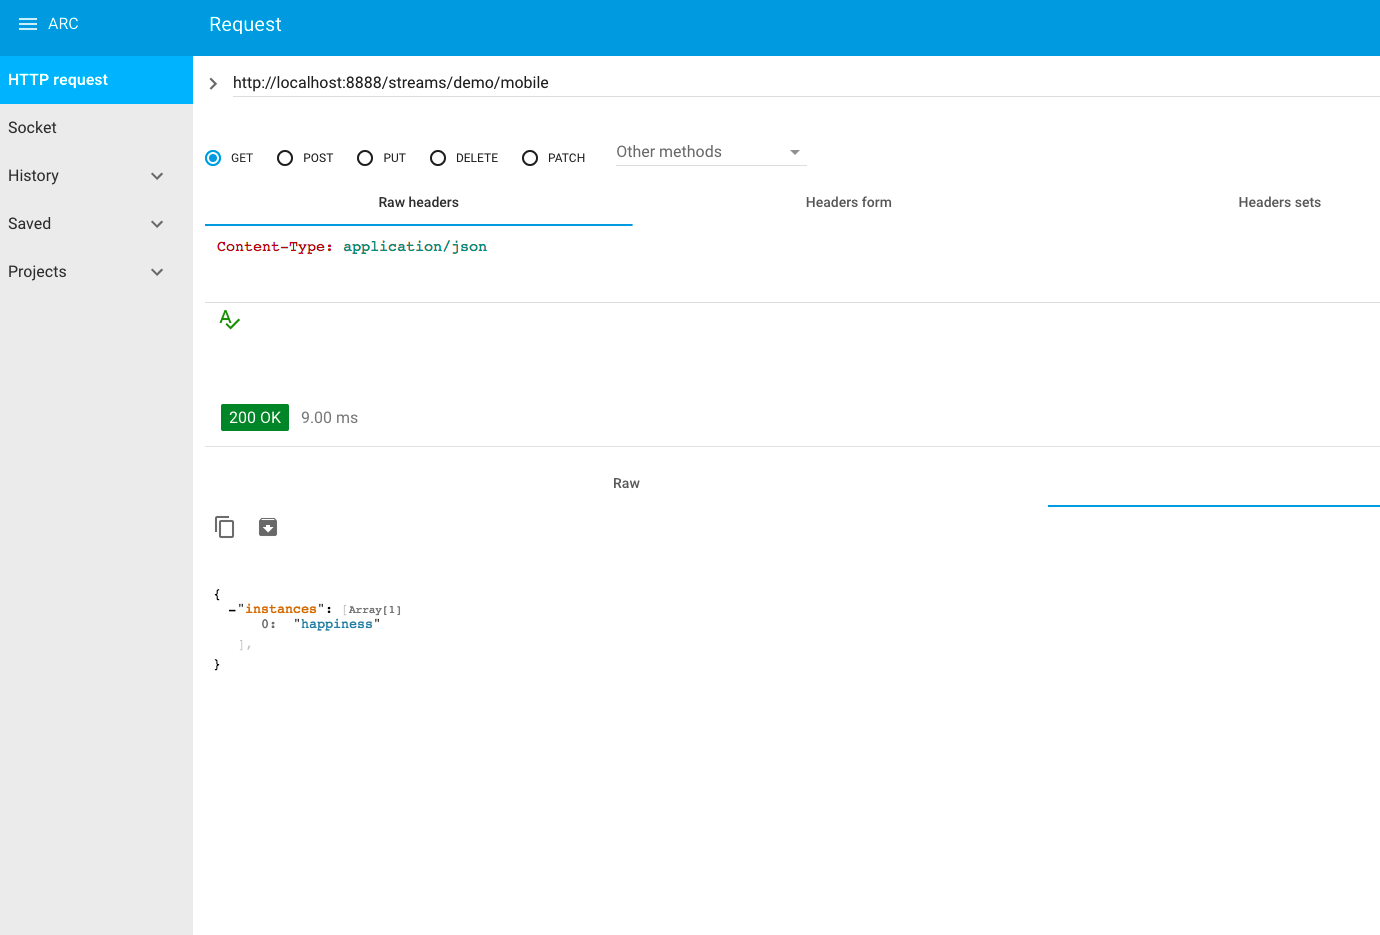 ARC
Request
HTTP request
http://localhost:8888/streams/demo/mobile
Socket
GET POST PUT DELETE PATCH Other methods
History
Raw headers Headers form Headers sets
Saved
Content-Type: application/json
Projects
200 OK 9.00 ms
Raw
{
-"instances": [Array[1]
0: "happiness"
],
}